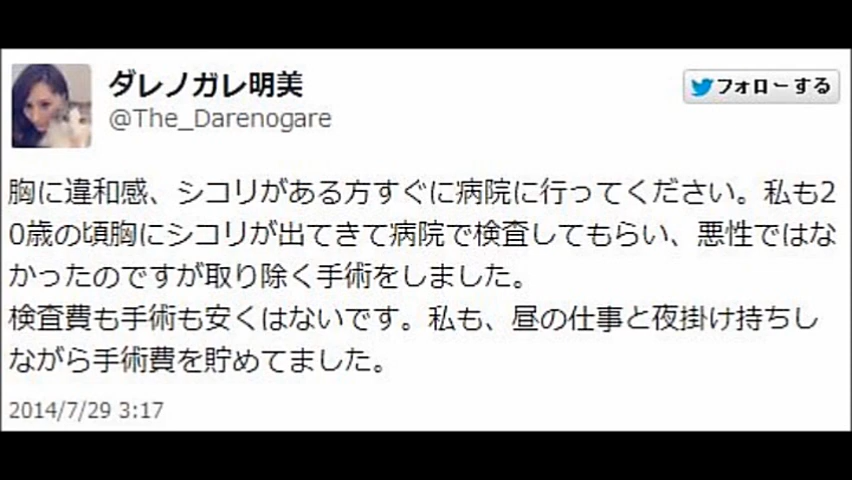 ダレノガレ明美
@The_Darenogare
フォローする
胸に違和感、シコリがある方すぐに病院に行ってください。私も2
0歳の頃胸にシコリが出てきて病院で検査してもらい、悪性ではな
かったのですが取り除く手術をしました。
検査費も手術も安くはないです。私も、昼の仕事と夜掛け持ちし
ながら手術費を貯めてました。
2014/7/29 3:17